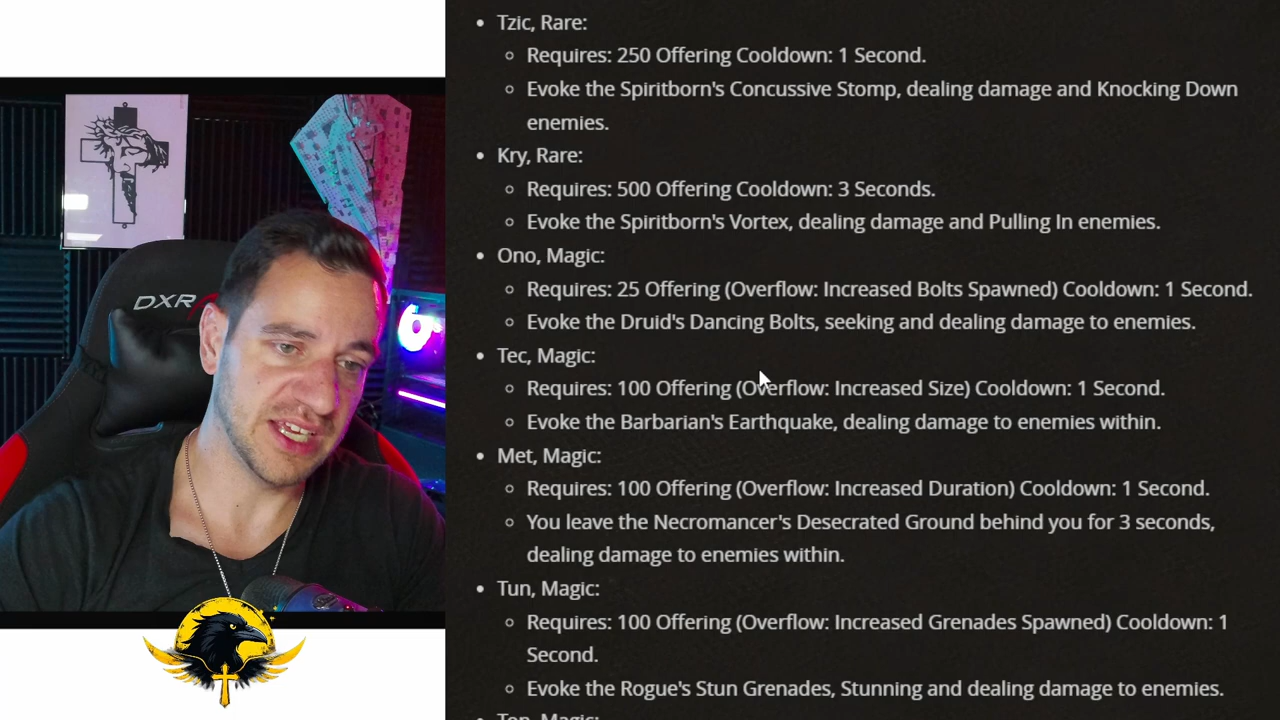 Tzic, Rare:
Requires: 250 Offering Cooldown: 1 Second.
Evoke the Spiritborn's Concussive Stomp, dealing damage and Knocking Down
enemies.
Kry, Rare:
Requires: 500 Offering Cooldown: 3 Seconds.
Evoke the Spiritborn's Vortex, dealing damage and Pulling In enemies.
Ono, Magic:
Requires: 25 Offering (Overflow: Increased Bolts Spawned) Cooldown: 1 Second.
Evoke the Druid's Dancing Bolts, seeking and dealing damage to enemies.
Tec, Magic:
Requires: 100 Offering (Overflow: Increased Size) Cooldown: 1 Second.
Evoke the Barbarian's Earthquake, dealing damage to enemies within.
Met, Magic:
Requires: 100 Offering (Overflow: Increased Duration) Cooldown: 1 Second.
You leave the Necromancer's Desecrated Ground behind you for 3 seconds,
dealing damage to enemies within.
Tun, Magic:
Requires: 100 Offering (Overflow: Increased Grenades Spawned) Cooldown: 1
Second.
Evoke the Rogue's Stun Grenades, Stunning and dealing damage to enemies.
DXR